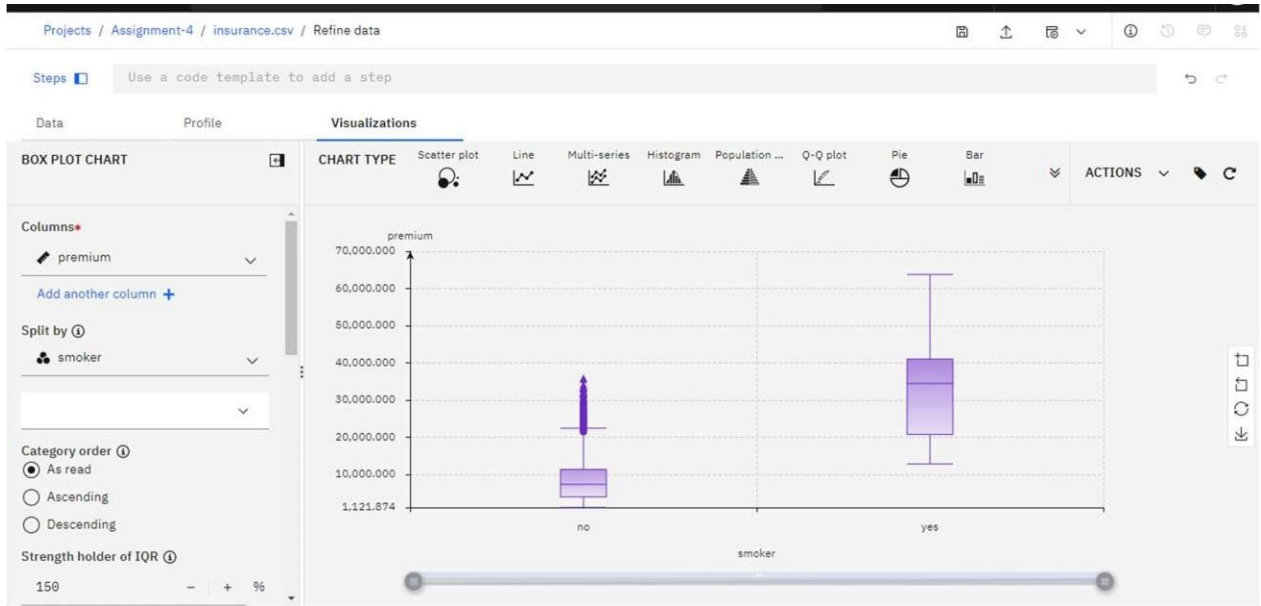 Projects / Assignment-4 / insurance.csv / Refine data
Steps Use a code template to add a step
Data Profile Visualizations
BOX PLOT CHART
CHART TYPE Scatter plot Line Multi-series Histogram Population ... Q-Q plot Pie Bar ACTIONS
Columns*
premium
Add another column +
Split by
smoker
Category order
As read
Ascending
Descending
Strength holder of IQR
150 - + %
premium
70,000.000
60,000.000
50,000.000
40,000.000
30,000.000
20,000.000
10,000.000
1,121.874
no yes
smoker